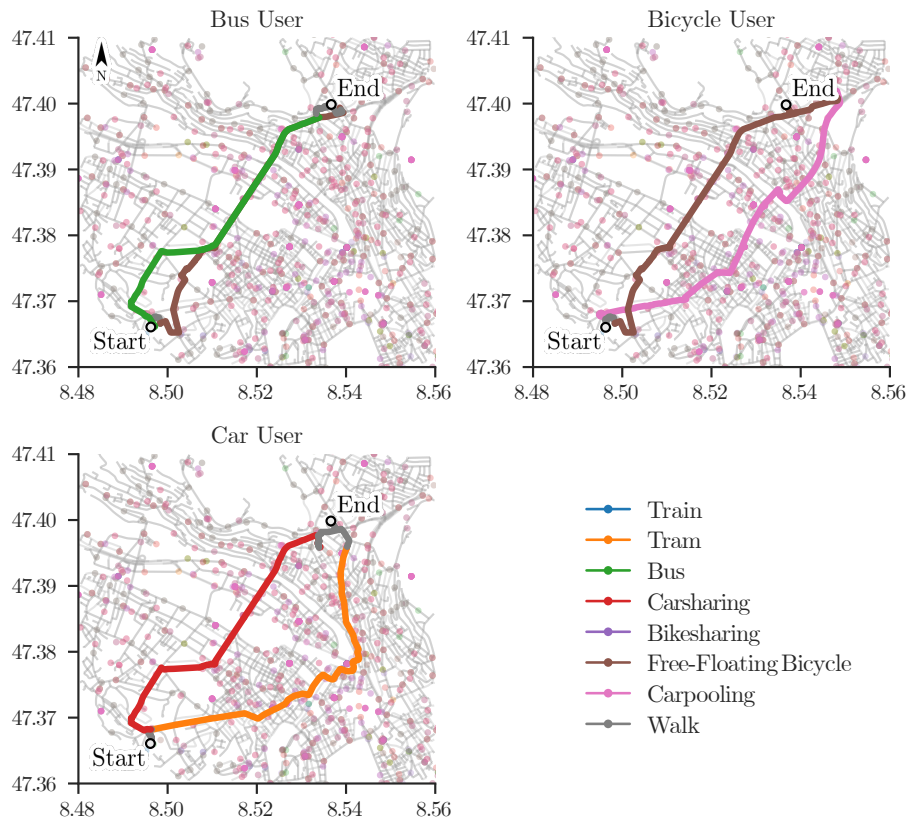 Bus User
Bicycle User
47.41
47.40
47.39
47.38
47.37
47.36
N
End
Start
8.48 8.50 8.52 8.54 8.56
47.41
47.40
47.39
47.38
47.37
47.36
End
Start
8.48 8.50 8.52 8.54 8.56
Car User
47.41
47.40
47.39
47.38
47.37
47.36
End
Start
8.48 8.50 8.52 8.54 8.56
Train
Tram
Bus
Carsharing
Bikesharing
Free-Floating Bicycle
Carpooling
Walk